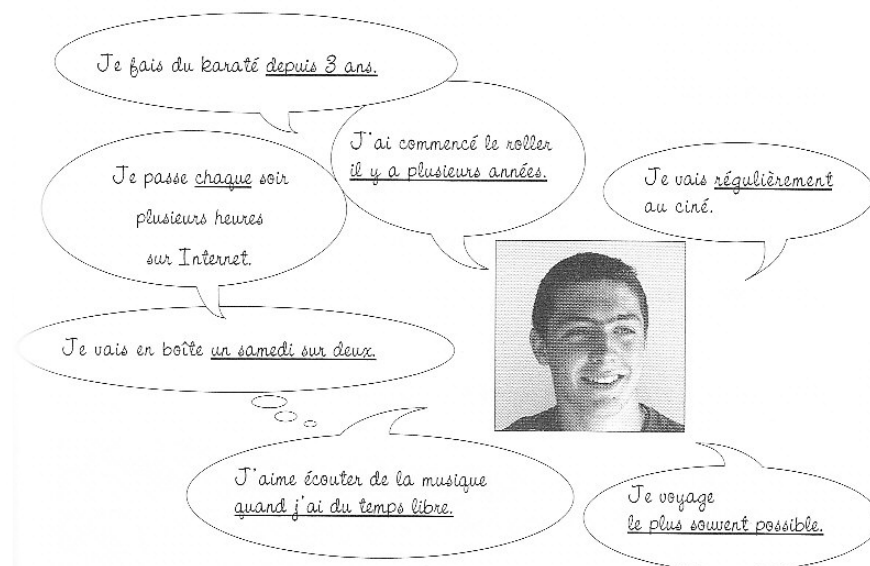 Je fais du karaté depuis 3 ans.
J'ai commencé le roller
il y a plusieurs années.
Je passe chaque soir
plusieurs heures
sur Internet.
Je vais régulièrement
au ciné.
Je vais en boîte un samedi sur deux.
J'aime écouter de la musique
quand j'ai du temps libre.
Je voyage
le plus souvent possible.